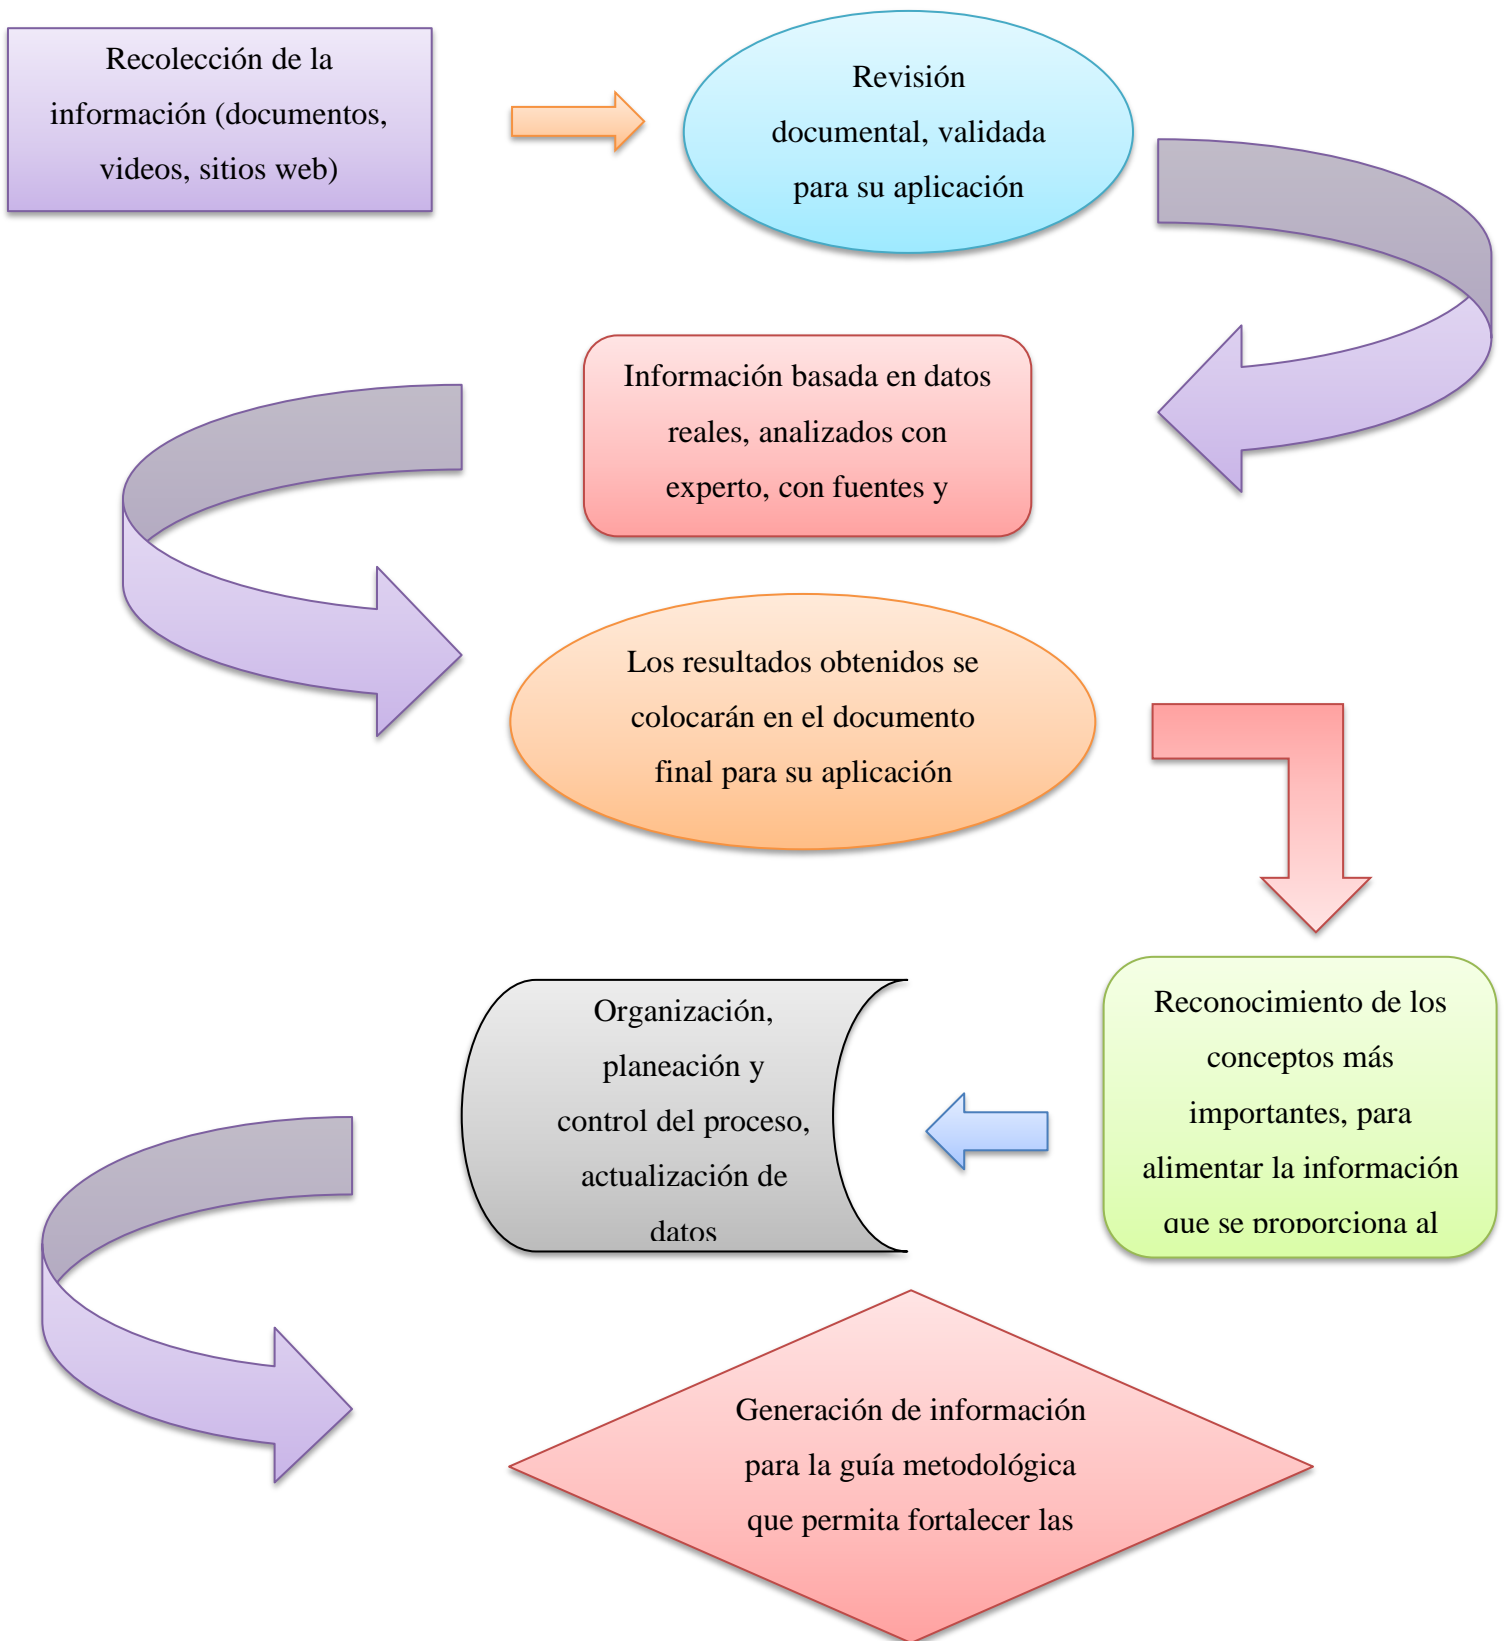 Recolección de la
información (documentos,
videos, sitios web)
Revisión
documental, validada
para su aplicación
Información basada en datos
reales, analizados con
experto, con fuentes y
Los resultados obtenidos se
colocarán en el documento
final para su aplicación
Reconocimiento de los
conceptos más
importantes, para
alimentar la información
que se proporciona al
Organización,
planeación y
control del proceso,
actualización de
datos
Generación de información
para la guía metodológica
que permita fortalecer las